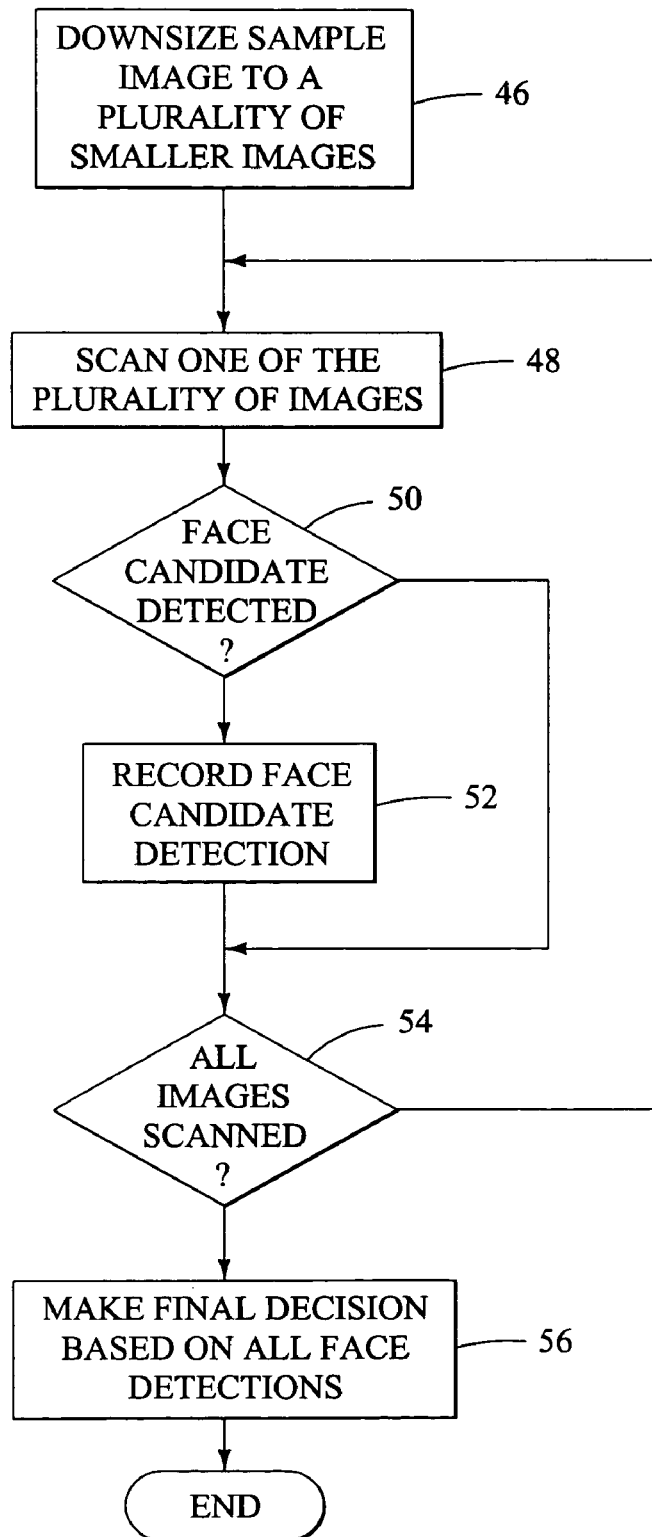 DOWNSIZE SAMPLE
IMAGE TO A
PLURALITY OF
SMALLER IMAGES
46
SCAN ONE OF THE
PLURALITY OF IMAGES
48
50
FACE
CANDIDATE
DETECTED
?
RECORD FACE
CANDIDATE
DETECTION
52
54
ALL
IMAGES
SCANNED
?
MAKE FINAL DECISION
BASED ON ALL FACE
DETECTIONS
56
END